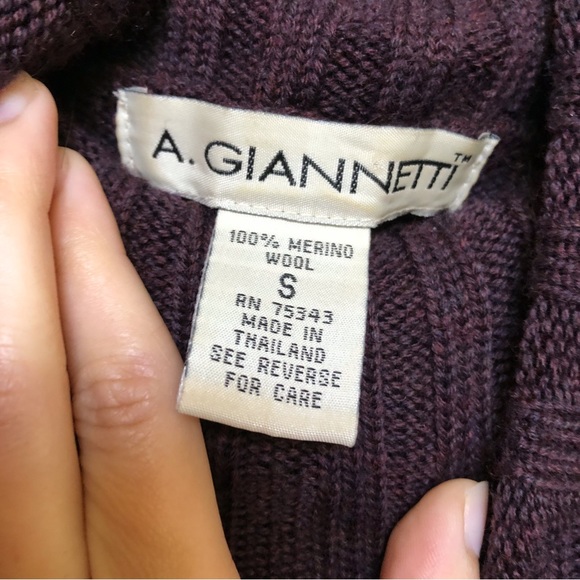 A. GIANNETTI™
100% MERINO
WOOL
S
RN 75343
MADE IN
THAILAND
SEE REVERSE
FOR CARE